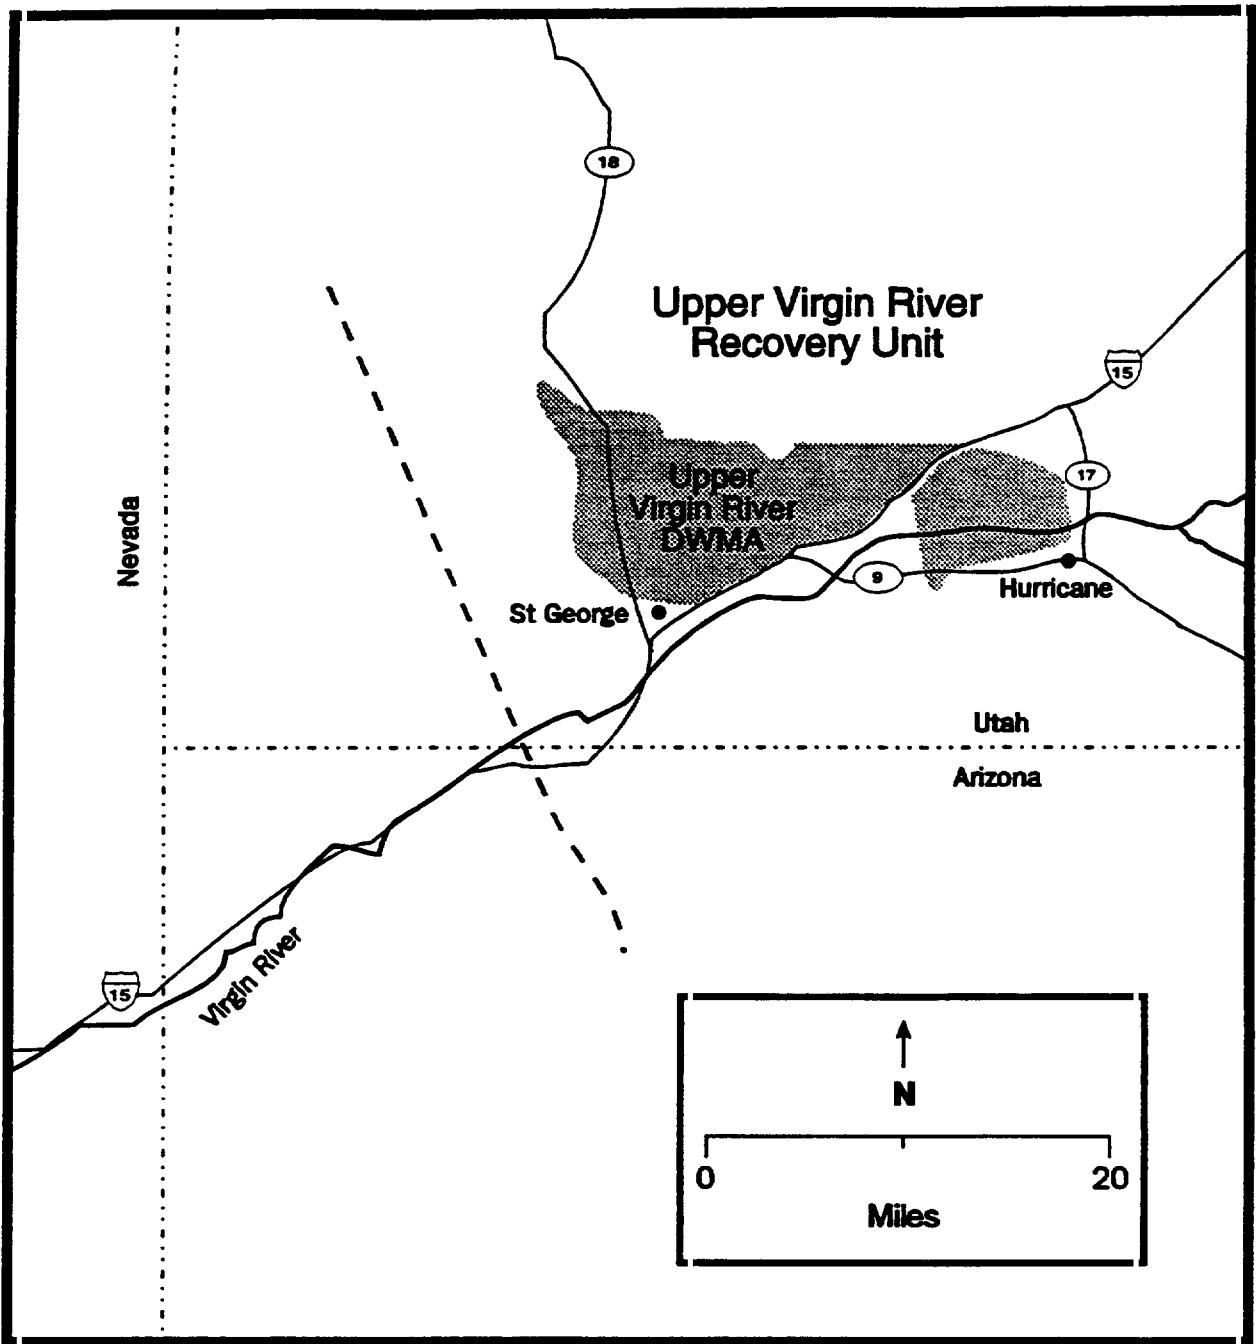 18
Upper Virgin River
Recovery Unit
15
17
Upper
Virgin River
DWMA
Nevada
9
Hurricane
St George
Utah
Arizona
Virgin River
15
N
0
20
Miles